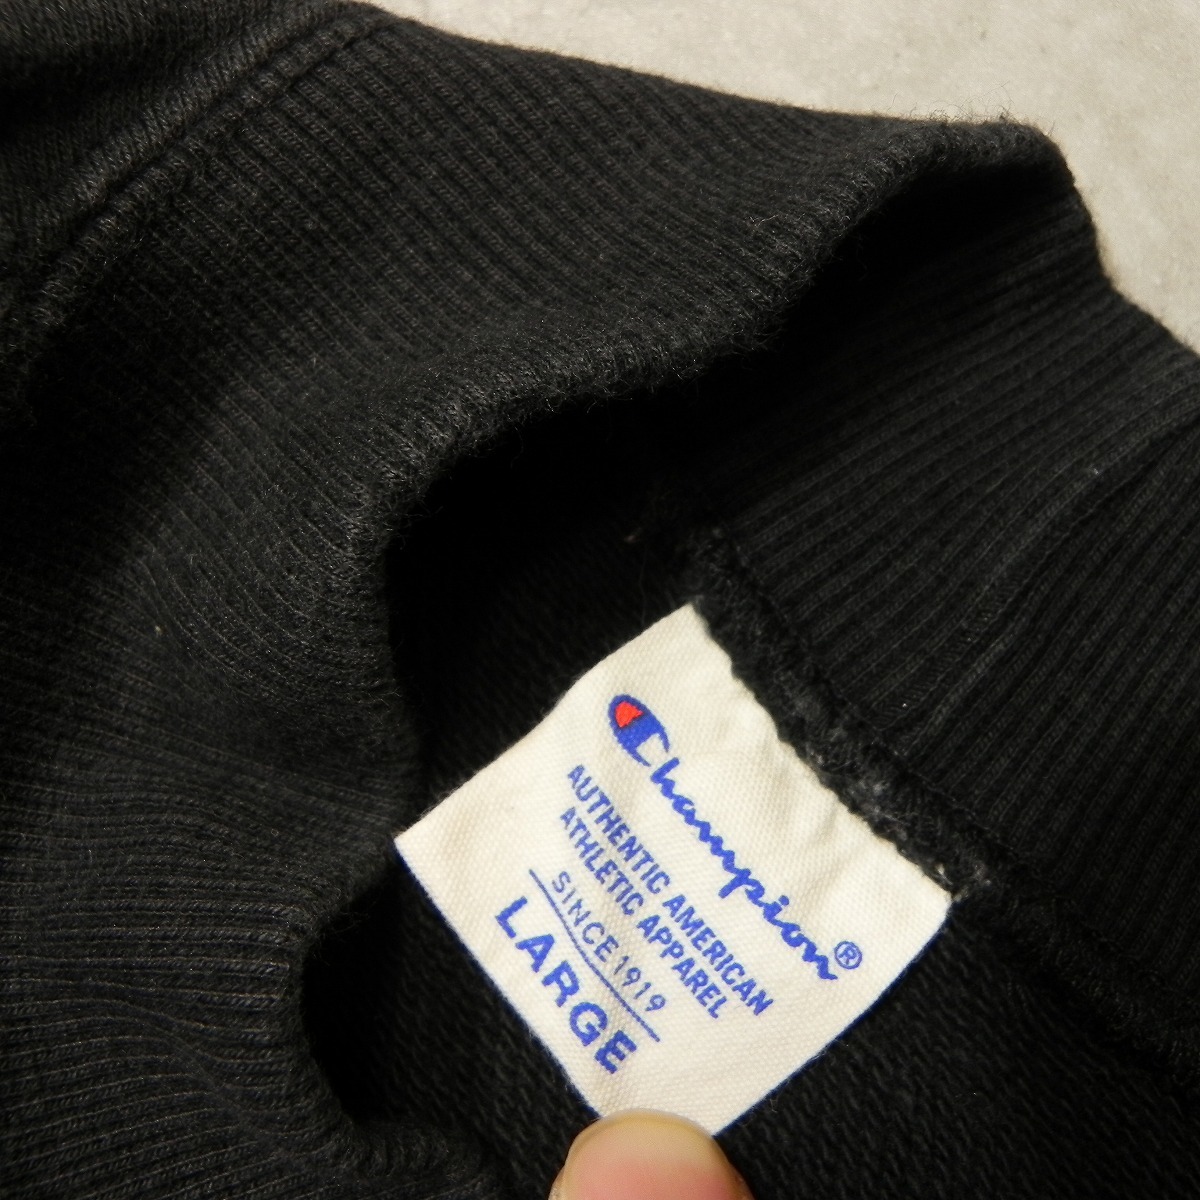 Champion®
AUTHENTIC AMERICAN
ATHLETIC APPAREL
SINCE 1919
LARGE